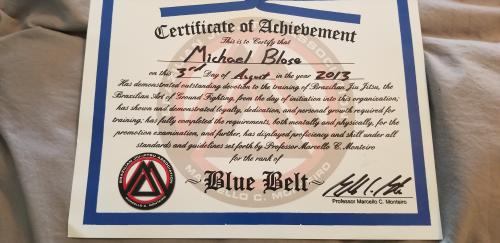 Certificate of Achievement
This is to Certify that
Michael Blose
on this 3rd Day of August in the year 2013
Has demonstrated outstanding devotion to the training of Brazilian Jiu Jitsu, the
Brazilian Art of Ground Fighting, from the day of initiation into this organization;
has shown and demonstrated loyalty, dedication, and personal growth required for
training; has fully completed the requirements, both mentally and physically, for the
promotion examination, and further, has displayed proficiency and skill under all
standards and guidelines set forth by Professor Marcello C. Monteiro
for the rank of
~Blue Belt~
Professor Marcello C. Monteiro
MARCELLO C. MONTEIRO